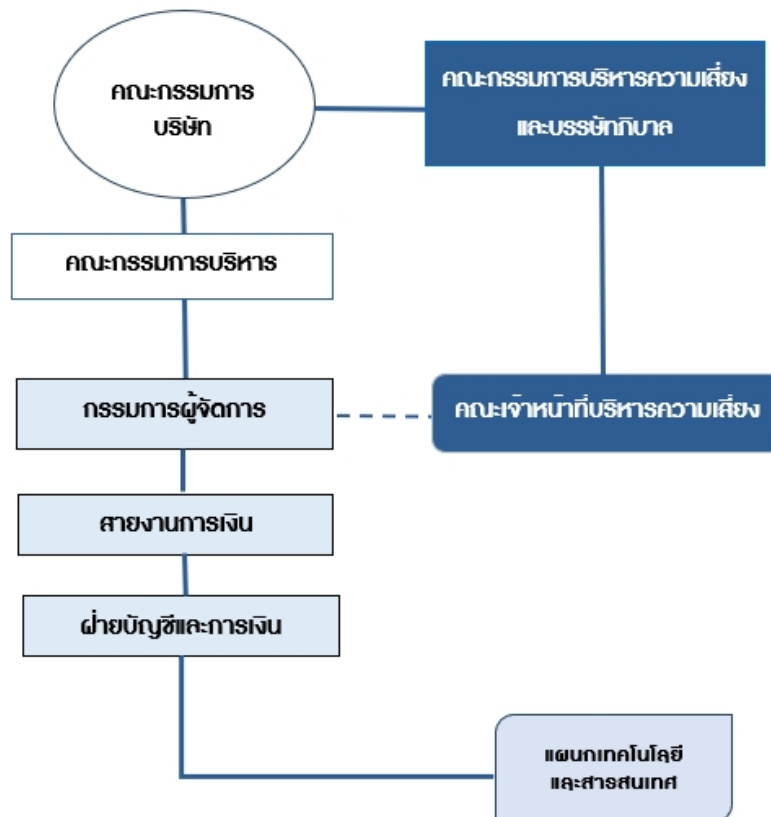 คณะกรรมการ
บริษัท
คณะกรรมการบริหารความเสี่ยง
และบรรษัทภิบาล
คณะกรรมการบริหาร
กรรมการผู้จัดการ
คณะเจ้าหน้าที่บริหารความเสี่ยง
สายงานการเงิน
ฝ่ายบัญชีและการเงิน
แผนกเทคโนโลยี
และสารสนเทศ